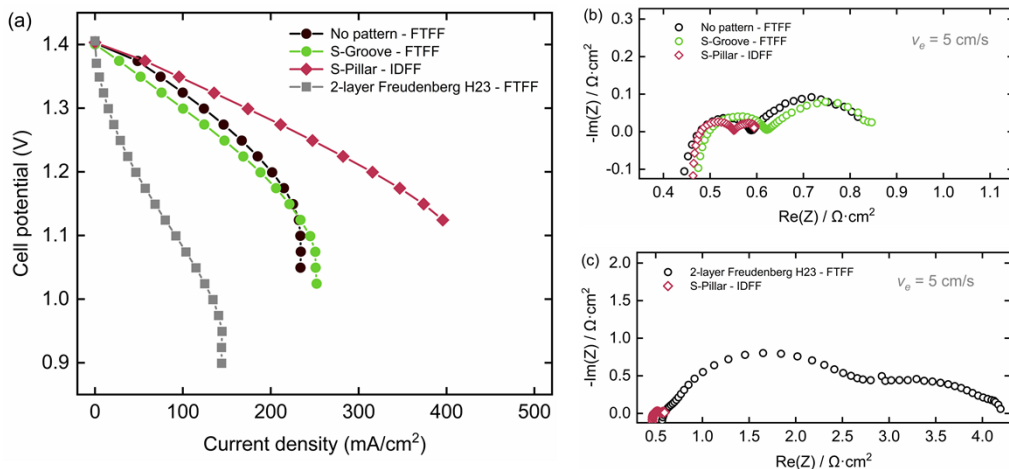 (a)
No pattern - FTFF
S-Groove - FTFF
S-Pillar - IDFF
2-layer Freudenberg H23 - FTFF
1.4
1.3
1.2
1.1
1.0
0.9
Cell potential (V)
0 100 200 300 400 500
Current density (mA/cm²)
(b)
No pattern - FTFF
S-Groove - FTFF
S-Pillar - IDFF
vₑ = 5 cm/s
0.3
0.2
0.1
0.0
-0.1
-Im(Z) / Ω·cm²
0.4 0.5 0.6 0.7 0.8 0.9 1.0 1.1
Re(Z) / Ω·cm²
(c)
2-layer Freudenberg H23 - FTFF
S-Pillar - IDFF
vₑ = 5 cm/s
2.0
1.5
1.0
0.5
0.0
-Im(Z) / Ω·cm²
0.5 1.0 1.5 2.0 2.5 3.0 3.5 4.0
Re(Z) / Ω·cm²